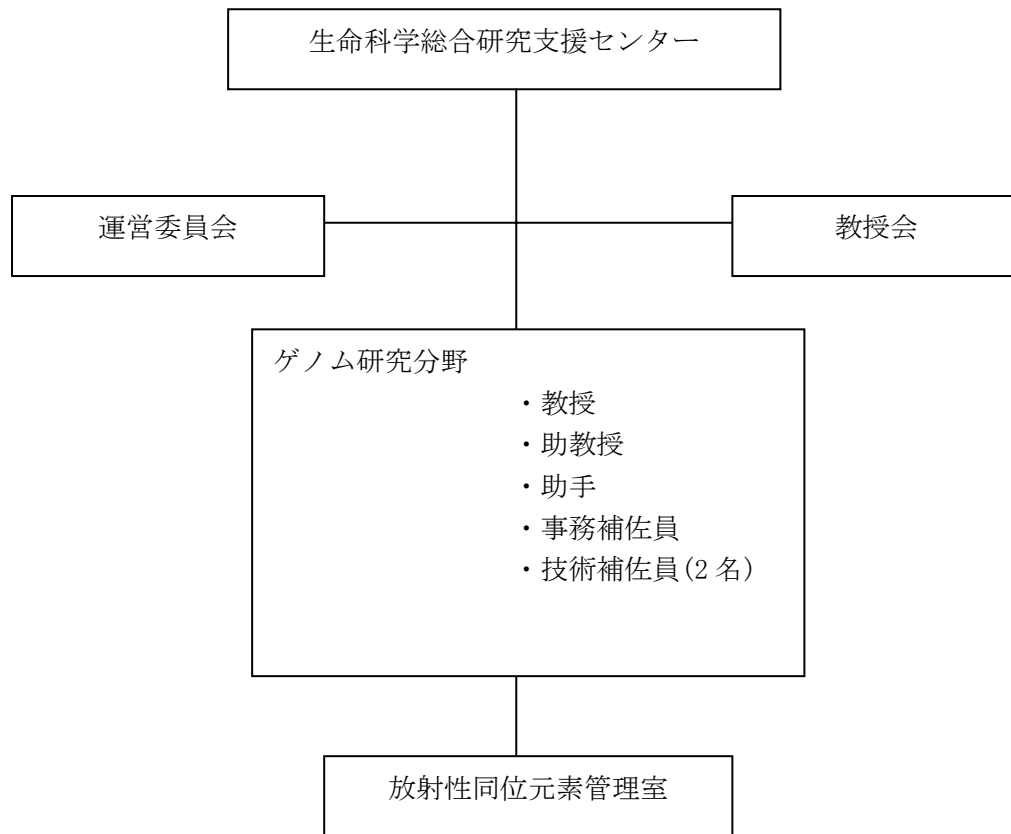 生命科学総合研究支援センター
運営委員会
教授会
ゲノム研究分野
・教授
・助教授
・助手
・事務補佐員
・技術補佐員(2 名)
放射性同位元素管理室